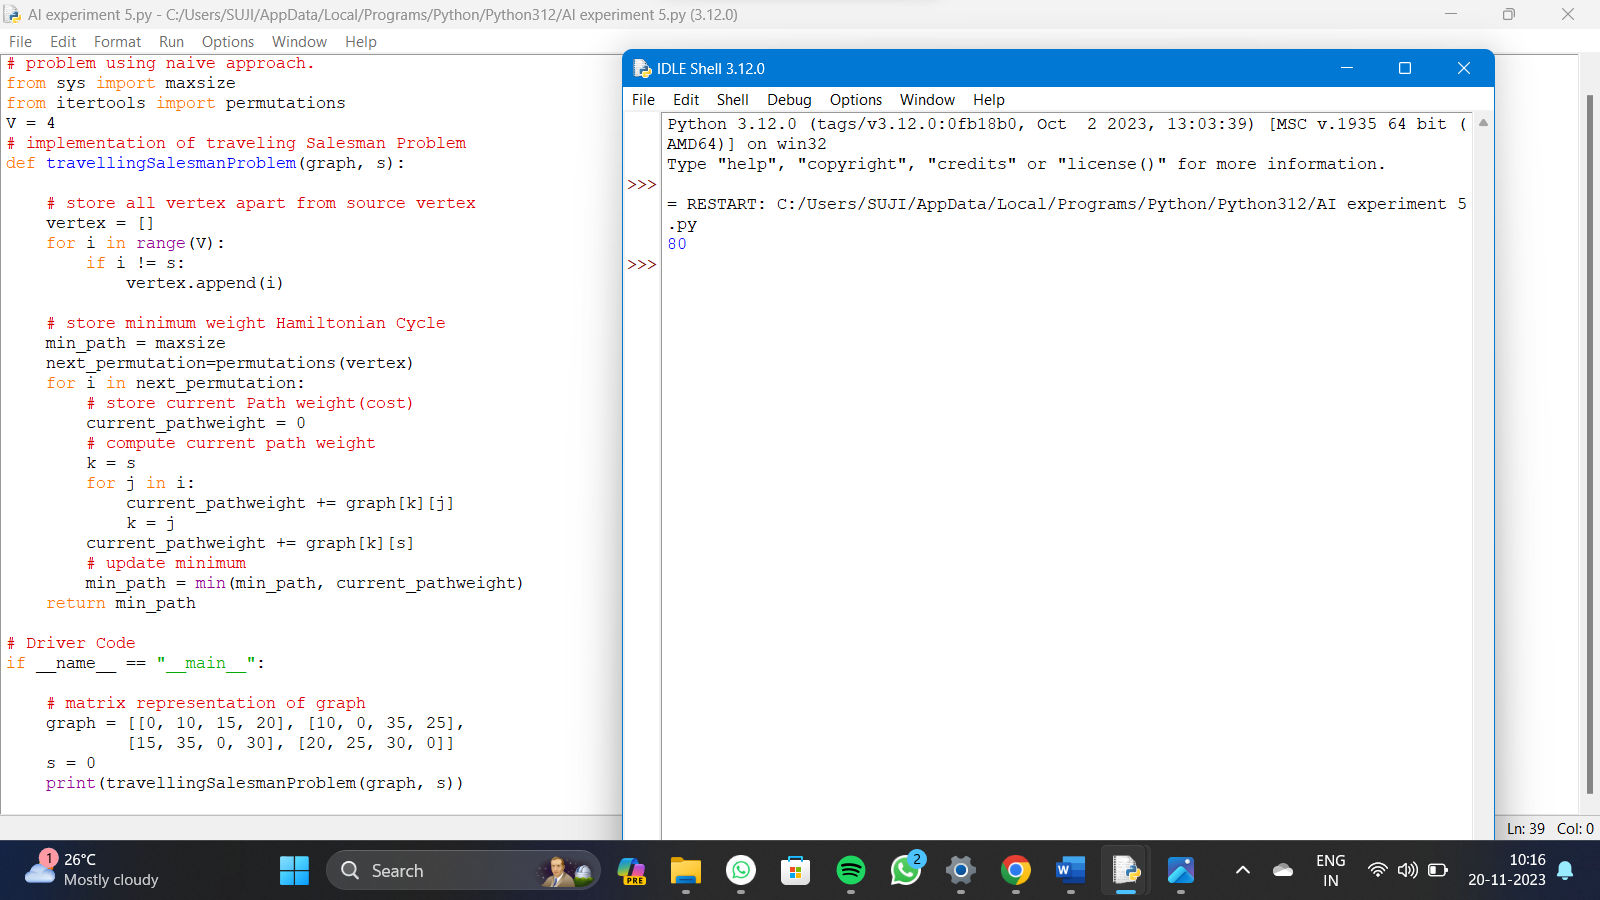 AI experiment 5.py - C:/Users/SUJI/AppData/Local/Programs/Python/Python312/AI experiment 5.py (3.12.0)
File Edit Format Run Options Window Help
# problem using naive approach.
from sys import maxsize
from itertools import permutations
V = 4
# implementation of traveling Salesman Problem
def travellingSalesmanProblem(graph, s):
# store all vertex apart from source vertex
vertex = []
for i in range(V):
if i != s:
vertex.append(i)
# store minimum weight Hamiltonian Cycle
min_path = maxsize
next_permutation=permutations(vertex)
for i in next_permutation:
# store current Path weight(cost)
current_pathweight = 0
# compute current path weight
k = s
for j in i:
current_pathweight += graph[k][j]
k = j
current_pathweight += graph[k][s]
# update minimum
min_path = min(min_path, current_pathweight)
return min_path
# Driver Code
if __name__ == "__main__":
# matrix representation of graph
graph = [[0, 10, 15, 20], [10, 0, 35, 25],
[15, 35, 0, 30], [20, 25, 30, 0]]
s = 0
print(travellingSalesmanProblem(graph, s))
IDLE Shell 3.12.0
File Edit Shell Debug Options Window Help
Python 3.12.0 (tags/v3.12.0:0fb18b0, Oct  2 2023, 13:03:39) [MSC v.1935 64 bit (
AMD64)] on win32
Type "help", "copyright", "credits" or "license()" for more information.
>>>
= RESTART: C:/Users/SUJI/AppData/Local/Programs/Python/Python312/AI experiment 5
.py
80
>>>
Ln: 39 Col: 0
1
26°C
Mostly cloudy
Search
PRE
2
W
ENG
IN
10:16
20-11-2023